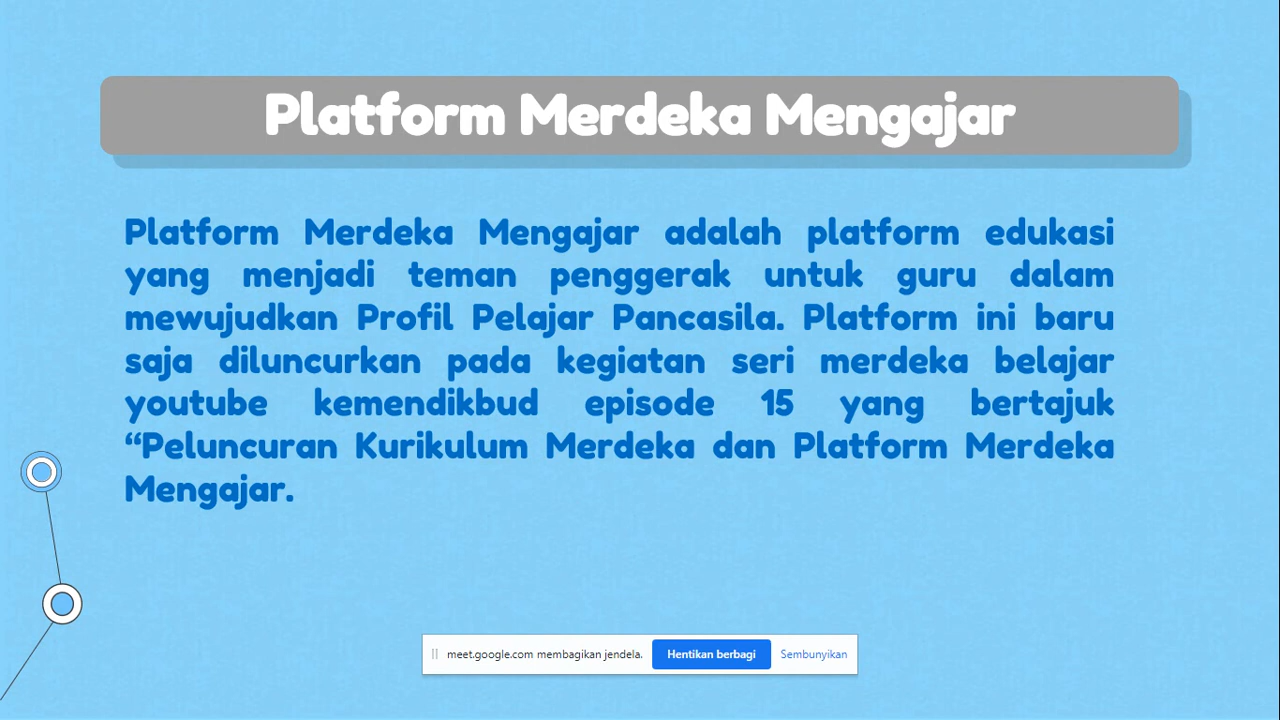 Platform Merdeka Mengajar
Platform Merdeka Mengajar adalah platform edukasi
yang menjadi teman penggerak untuk guru dalam
mewujudkan Profil Pelajar Pancasila. Platform ini baru
saja diluncurkan pada kegiatan seri merdeka belajar
youtube kemendikbud episode 15 yang bertajuk
“Peluncuran Kurikulum Merdeka dan Platform Merdeka
Mengajar.
meet.google.com membagikan jendela. Hentikan berbagi Sembunyikan